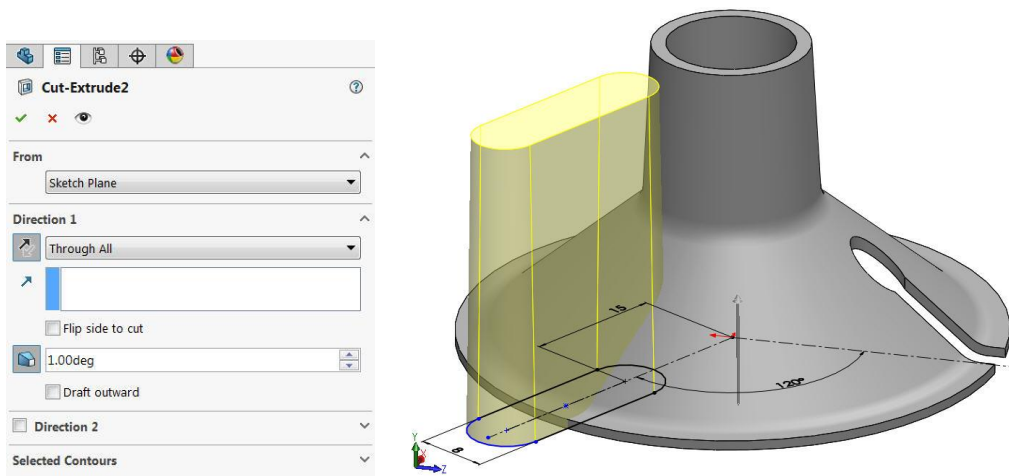 Cut-Extrude2
From
Sketch Plane
Direction 1
Through All
Flip side to cut
1.00deg
Draft outward
Direction 2
Selected Contours
15
120°
8
Y
X
Z